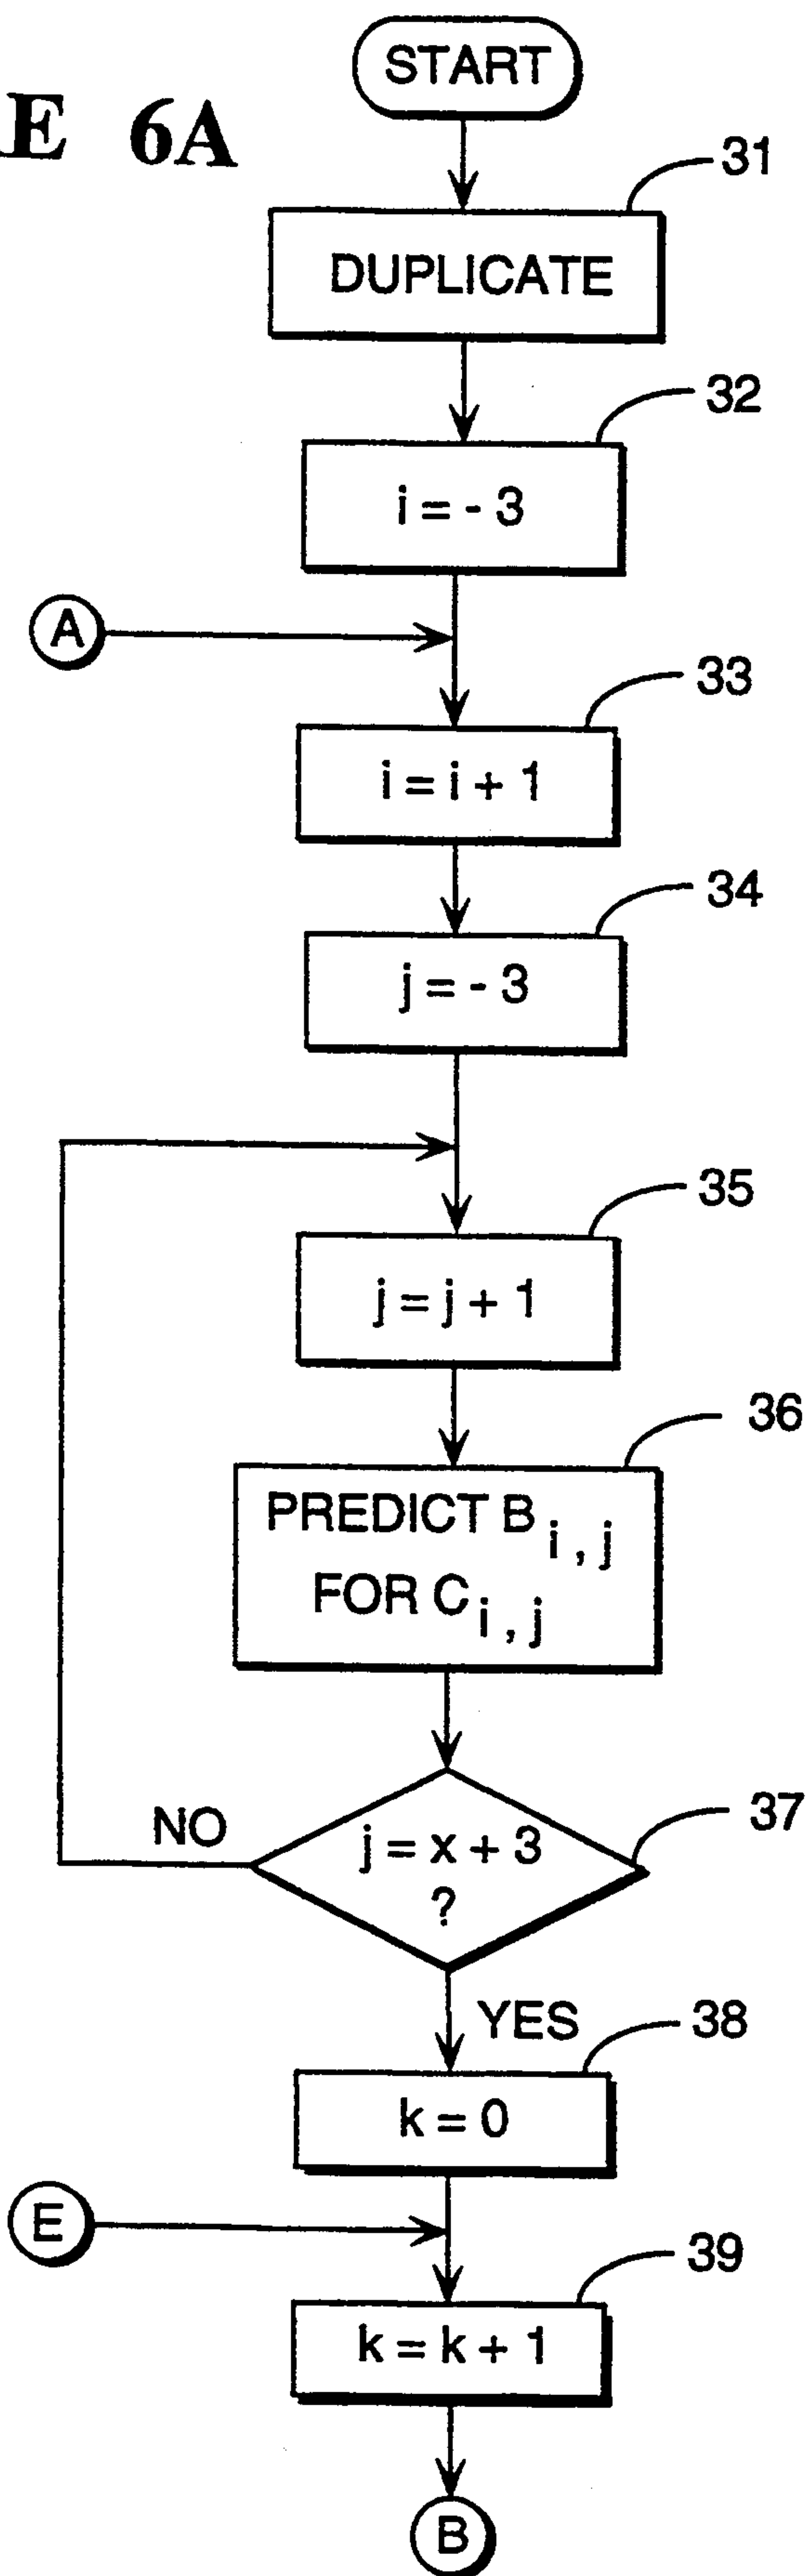 START
E 6A
31
DUPLICATE
32
i = - 3
A
33
i = i + 1
34
j = - 3
35
j = j + 1
36
PREDICT B i , j
FOR C i , j
37
NO
j = x + 3
?
YES
38
k = 0
E
39
k = k + 1
B